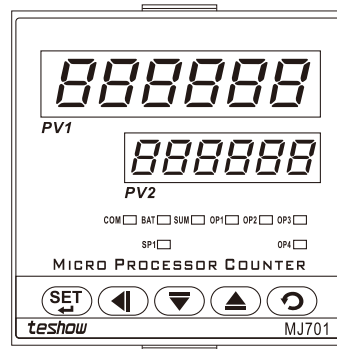 888888
PV1
888888
PV2
COM BAT SUM OP1 OP2 OP3
SP1 OP4
MICRO PROCESSOR COUNTER
SET
teshow MJ701